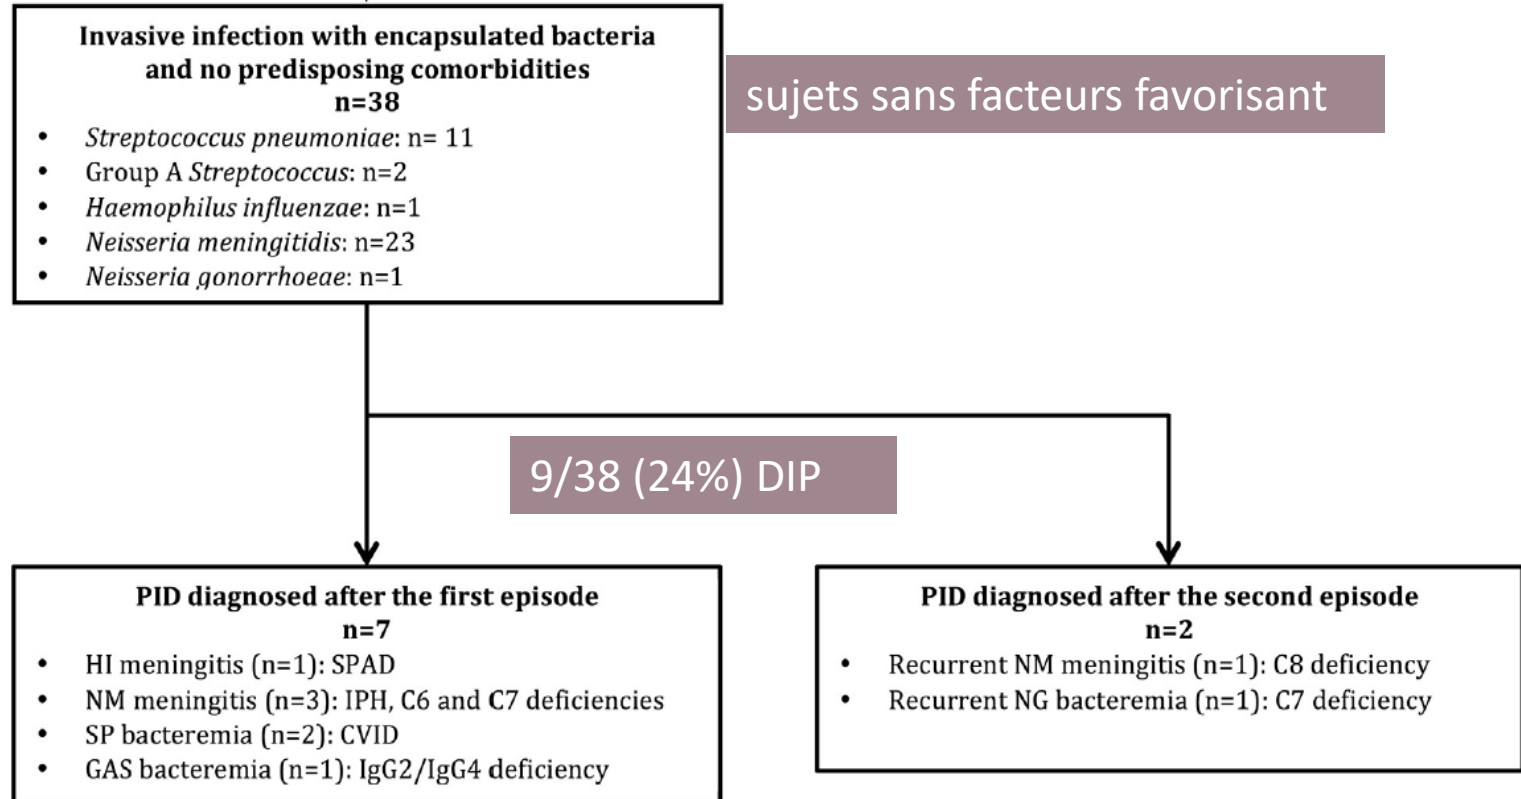 Invasive infection with encapsulated bacteria
and no predisposing comorbidities
n=38
• Streptococcus pneumoniae: n= 11
• Group A Streptococcus: n=2
• Haemophilus influenzae: n=1
• Neisseria meningitidis: n=23
• Neisseria gonorrhoeae: n=1
sujets sans facteurs favorisant
9/38 (24%) DIP
PID diagnosed after the first episode
n=7
• HI meningitis (n=1): SPAD
• NM meningitis (n=3): IPH, C6 and C7 deficiencies
• SP bacteremia (n=2): CVID
• GAS bacteremia (n=1): IgG2/IgG4 deficiency
PID diagnosed after the second episode
n=2
• Recurrent NM meningitis (n=1): C8 deficiency
• Recurrent NG bacteremia (n=1): C7 deficiency